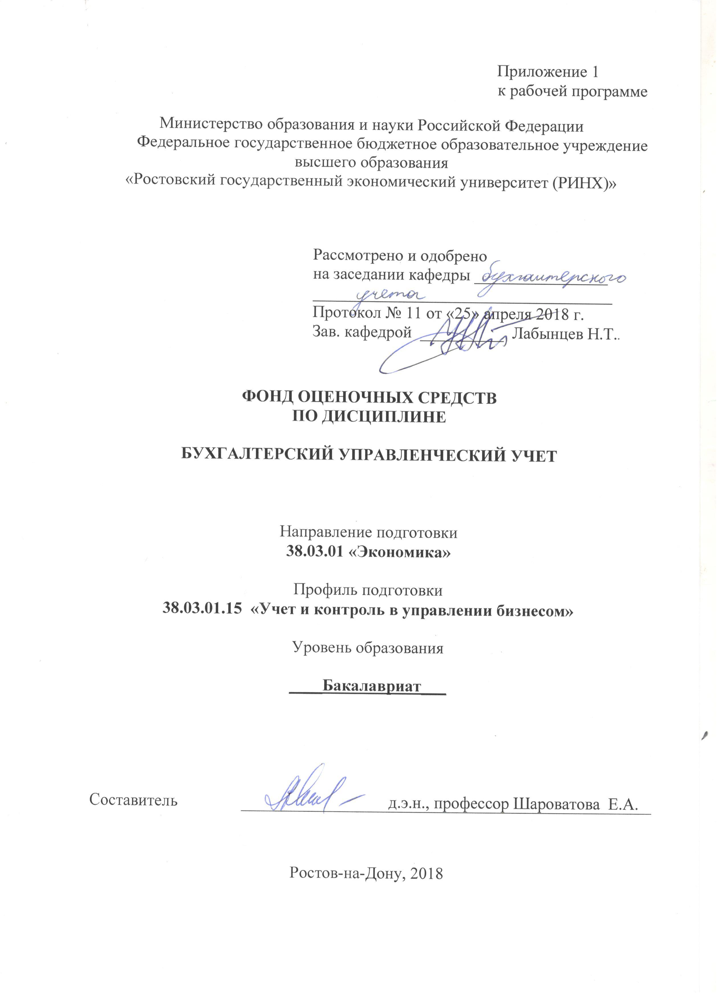 Приложение 1
к рабочей программе
Министерство образования и науки Российской Федерации
Федеральное государственное бюджетное образовательное учреждение
высшего образования
«Ростовский государственный экономический университет (РИНХ)»
Рассмотрено и одобрено
на заседании кафедры бухгалтерского
учета
Протокол № 11 от «25» апреля 2018 г.
Зав. кафедрой Лабынцев Н.Т..
ФОНД ОЦЕНОЧНЫХ СРЕДСТВ
ПО ДИСЦИПЛИНЕ
БУХГАЛТЕРСКИЙ УПРАВЛЕНЧЕСКИЙ УЧЕТ
Направление подготовки
38.03.01 «Экономика»
Профиль подготовки
38.03.01.15 «Учет и контроль в управлении бизнесом»
Уровень образования
Бакалавриат
Составитель д.э.н., профессор Шароватова Е.А.
Ростов-на-Дону, 2018